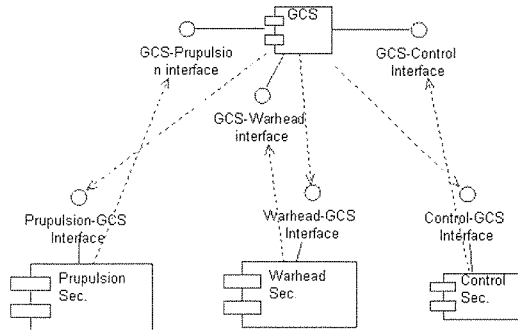 GCS
GCS-Prupulsio
n interface
GCS-Control
Interface
GCS-Warhead
interface
Prupulsion-GCS
Interface
Warhead-GCS
Interface
Control-GCS
Interface
Prupulsion
Sec.
Warhead
Sec.
Control
Sec.